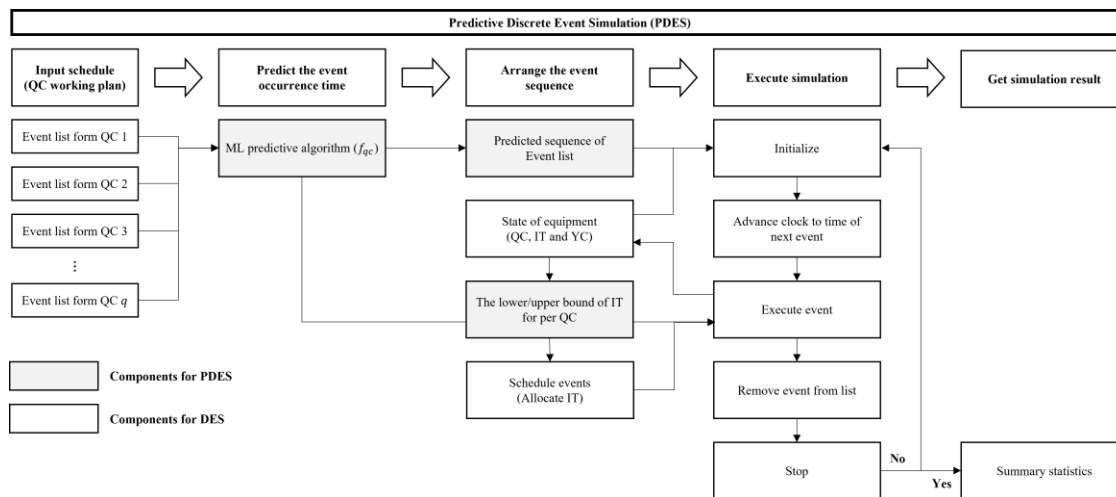 Predictive Discrete Event Simulation (PDES)
Input schedule
(QC working plan)
Predict the event
occurrence time
Arrange the event
sequence
Execute simulation
Get simulation result
Event list form QC 1
Event list form QC 2
Event list form QC 3
⋮
Event list form QC q
ML predictive algorithm (f_qc)
Predicted sequence of
Event list
State of equipment
(QC, IT and YC)
The lower/upper bound of IT
for per QC
Schedule events
(Allocate IT)
Initialize
Advance clock to time of
next event
Execute event
Remove event from list
Stop
No
Yes
Summary statistics
Components for PDES
Components for DES